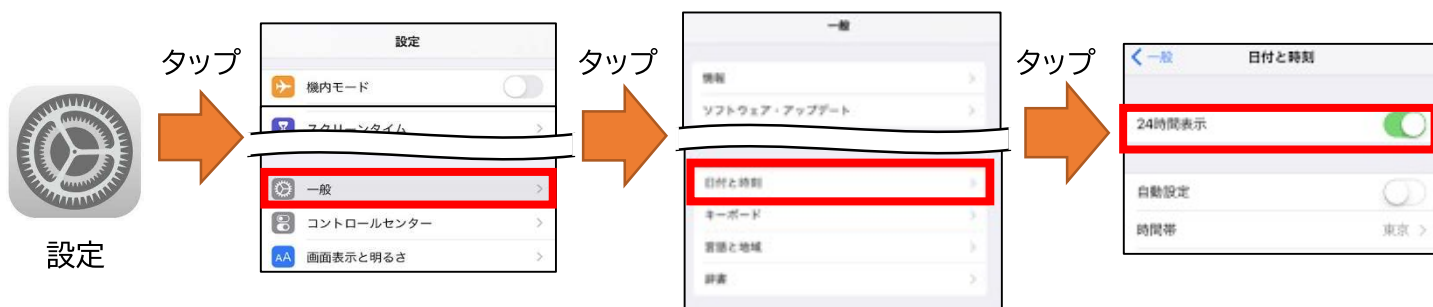 設定
タップ
設定
機内モード
スクリーンタイム
一般
コントロールセンター
AA 画面表示と明るさ
タップ
一般
情報
ソフトウェア・アップデート
日付と時刻
キーボード
言語と地域
辞書
タップ
一般 日付と時刻
24時間表示
自動設定
時間帯 東京